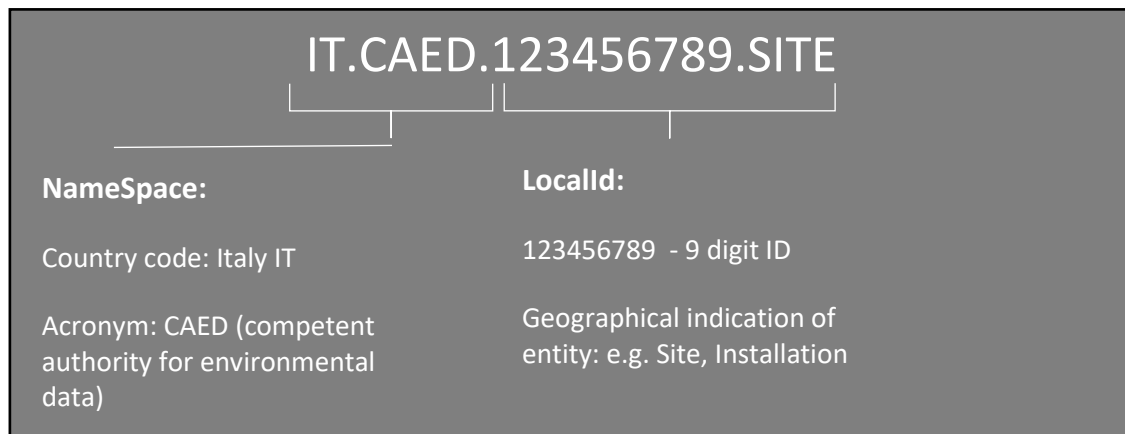 IT.CAED.123456789.SITE
NameSpace:
Country code: Italy IT
Acronym: CAED (competent
authority for environmental
data)
LocalId:
123456789  - 9 digit ID
Geographical indication of
entity: e.g. Site, Installation